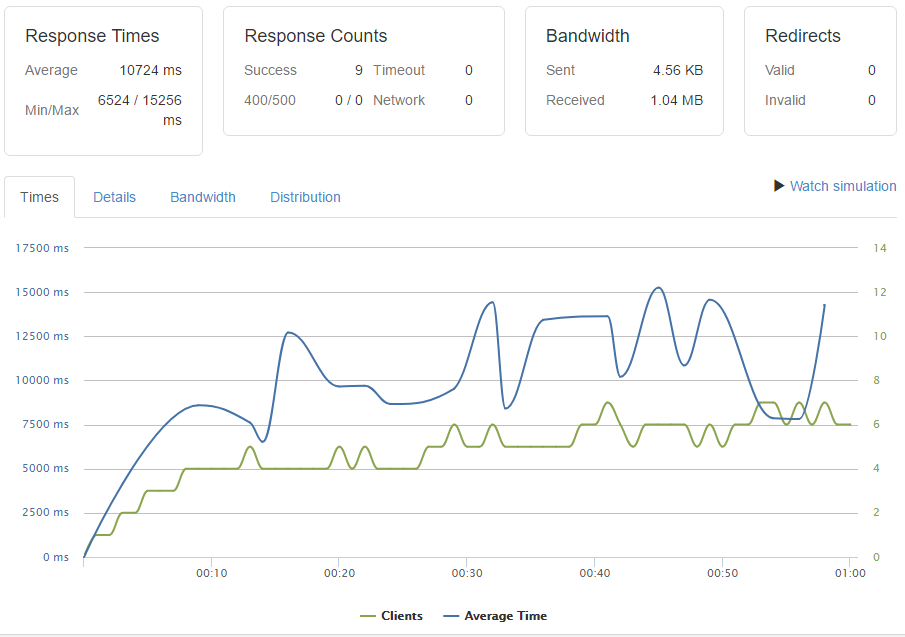 Response Times
Average 10724 ms
Min/Max 6524 / 15256 ms
Response Counts
Success 9 Timeout 0
400/500 0 / 0 Network 0
Bandwidth
Sent 4.56 KB
Received 1.04 MB
Redirects
Valid 0
Invalid 0
Times Details Bandwidth Distribution
Watch simulation
17500 ms 14
15000 ms 12
12500 ms 10
10000 ms 8
7500 ms 6
5000 ms 4
2500 ms 2
0 ms 0
00:10 00:20 00:30 00:40 00:50 01:00
Clients Average Time